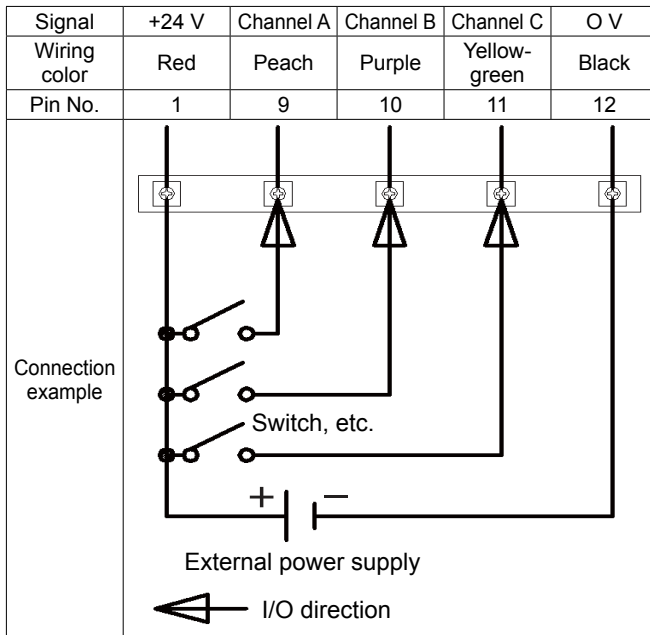 Signal +24 V Channel A Channel B Channel C O V
Wiring color Red Peach Purple Yellow-green Black
Pin No. 1 9 10 11 12
Connection example
Switch, etc.
+ −
External power supply
I/O direction